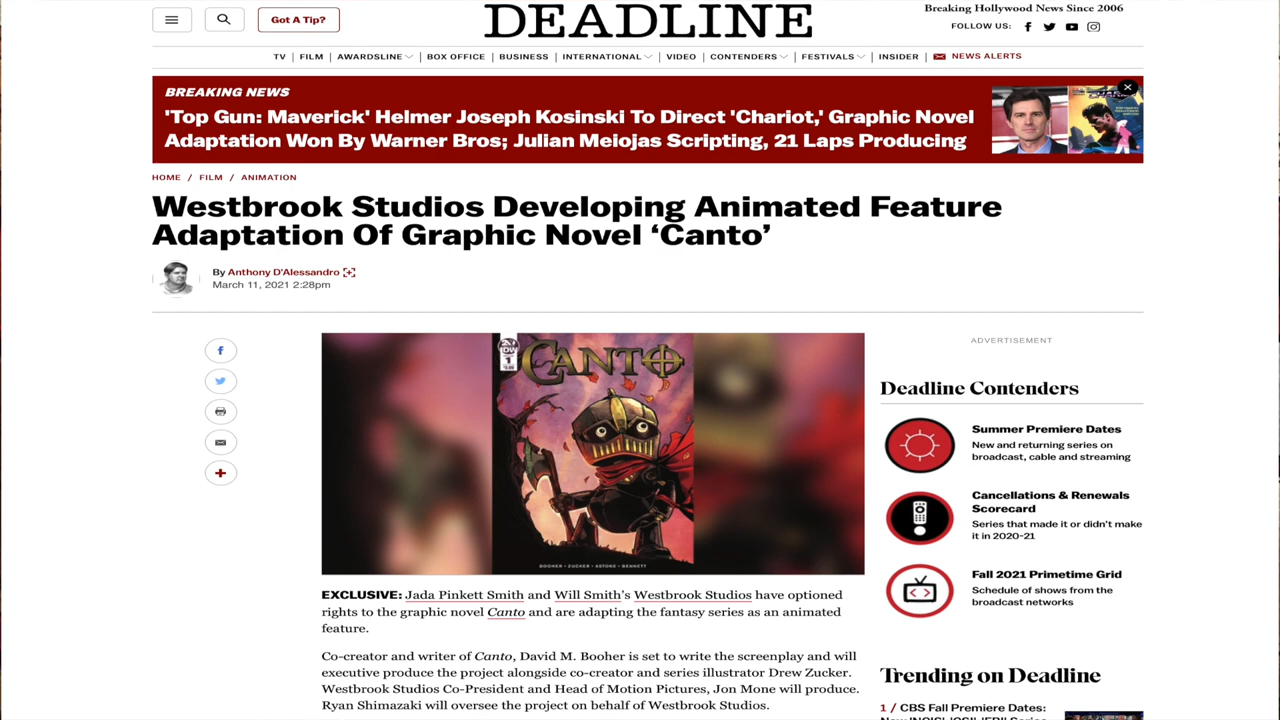 Got A Tip?
DEADLINE
Breaking Hollywood News Since 2006
FOLLOW US:
TV | FILM | AWARDSLINE | BOX OFFICE | BUSINESS | INTERNATIONAL | VIDEO | CONTENDERS | FESTIVALS | INSIDER | NEWS ALERTS
BREAKING NEWS
'Top Gun: Maverick' Helmer Joseph Kosinski To Direct 'Chariot,' Graphic Novel
Adaptation Won By Warner Bros; Julian Meiojas Scripting, 21 Laps Producing
HOME / FILM / ANIMATION
Westbrook Studios Developing Animated Feature
Adaptation Of Graphic Novel ‘Canto’
By Anthony D'Alessandro
March 11, 2021 2:28pm
IDW
1
CANTO
BOOHER • ZUCKER • ASTONE • BENNETT
EXCLUSIVE: Jada Pinkett Smith and Will Smith's Westbrook Studios have optioned
rights to the graphic novel Canto and are adapting the fantasy series as an animated
feature.
Co-creator and writer of Canto, David M. Booher is set to write the screenplay and will
executive produce the project alongside co-creator and series illustrator Drew Zucker.
Westbrook Studios Co-President and Head of Motion Pictures, Jon Mone will produce.
Ryan Shimazaki will oversee the project on behalf of Westbrook Studios.
ADVERTISEMENT
Deadline Contenders
Summer Premiere Dates
New and returning series on
broadcast, cable and streaming
Cancellations & Renewals
Scorecard
Series that made it or didn't make
it in 2020-21
Fall 2021 Primetime Grid
Schedule of shows from the
broadcast networks
Trending on Deadline
1 / CBS Fall Premiere Dates: